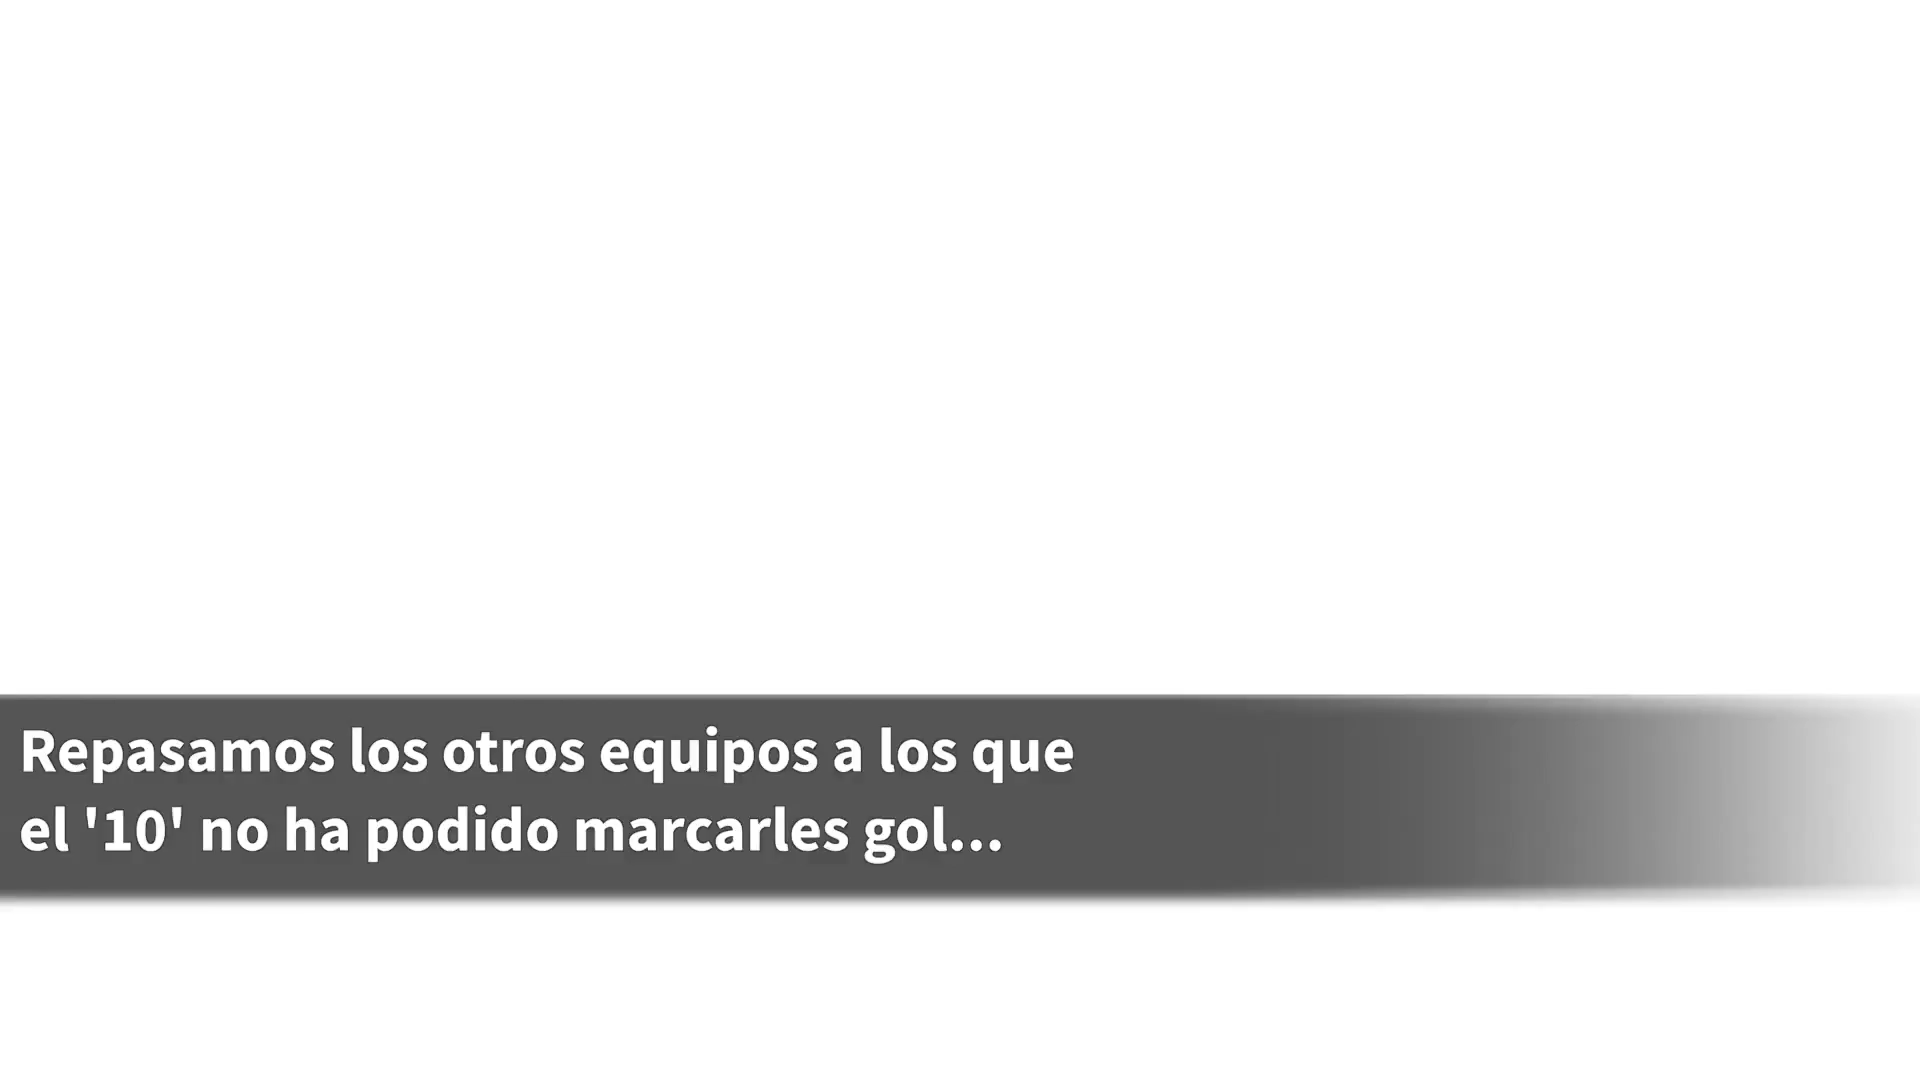 Repasamos los otros equipos a los que
el '10' no ha podido marcarles gol...